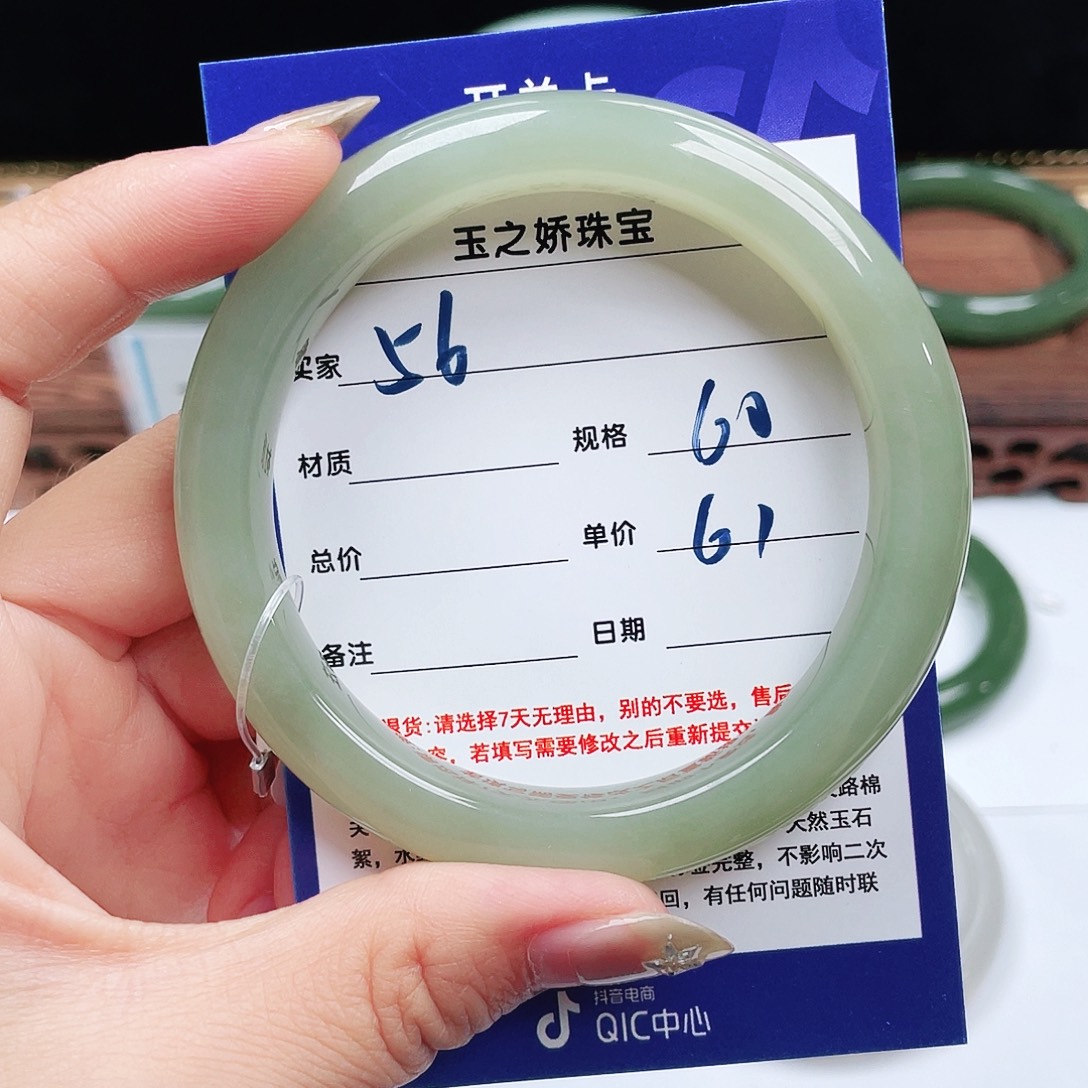 开单卡
玉之娇珠宝
买家 56
材质 规格 60
总价 单价 61
备注 日期
退货:请选择7天无理由，别的不要选，售后
容，若填写需要修改之后重新提交
路棉
天然玉石
絮，水
完整，不影响二次
回，有任何问题随时联
抖音电商
QIC中心